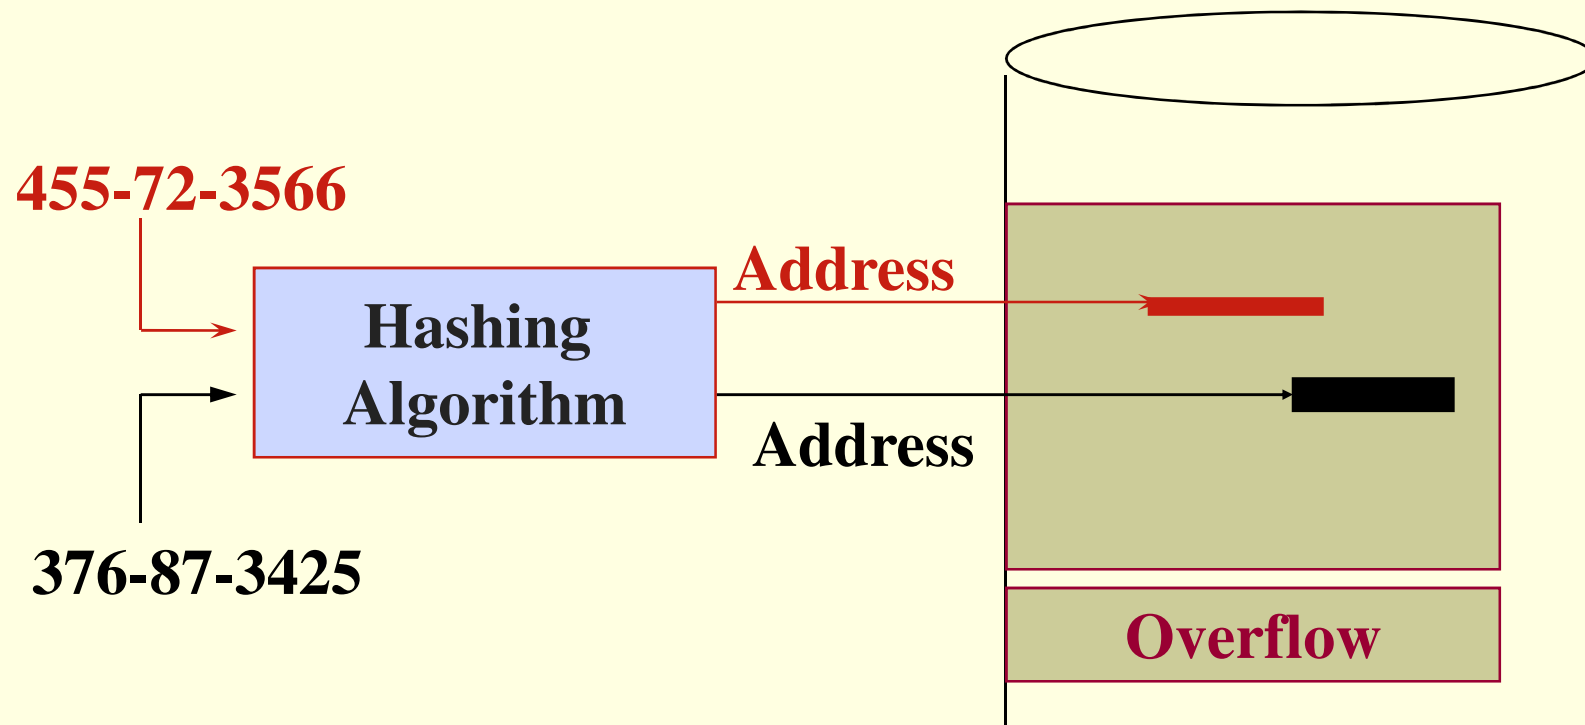 455-72-3566
Address
Hashing
Algorithm
Address
376-87-3425
Overflow